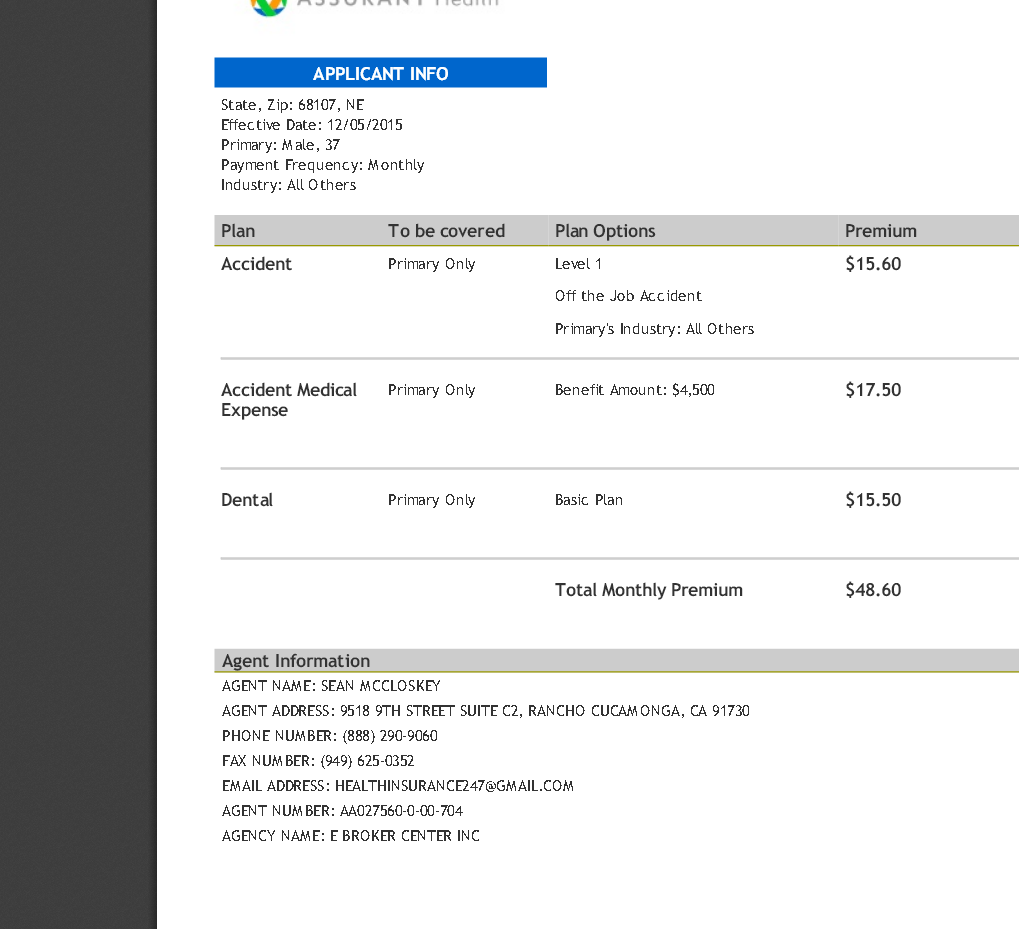 ASSURANT Health
APPLICANT INFO
State, Zip: 68107, NE
Effective Date: 12/05/2015
Primary: Male, 37
Payment Frequency: Monthly
Industry: All Others
Plan To be covered Plan Options Premium
Accident Primary Only Level 1 $15.60
Off the Job Accident
Primary's Industry: All Others
Accident Medical Primary Only Benefit Amount: $4,500 $17.50
Expense
Dental Primary Only Basic Plan $15.50
Total Monthly Premium $48.60
Agent Information
AGENT NAME: SEAN MCCLOSKEY
AGENT ADDRESS: 9518 9TH STREET SUITE C2, RANCHO CUCAMONGA, CA 91730
PHONE NUMBER: (888) 290-9060
FAX NUMBER: (949) 625-0352
EMAIL ADDRESS: HEALTHINSURANCE247@GMAIL.COM
AGENT NUMBER: AA027560-0-00-704
AGENCY NAME: E BROKER CENTER INC